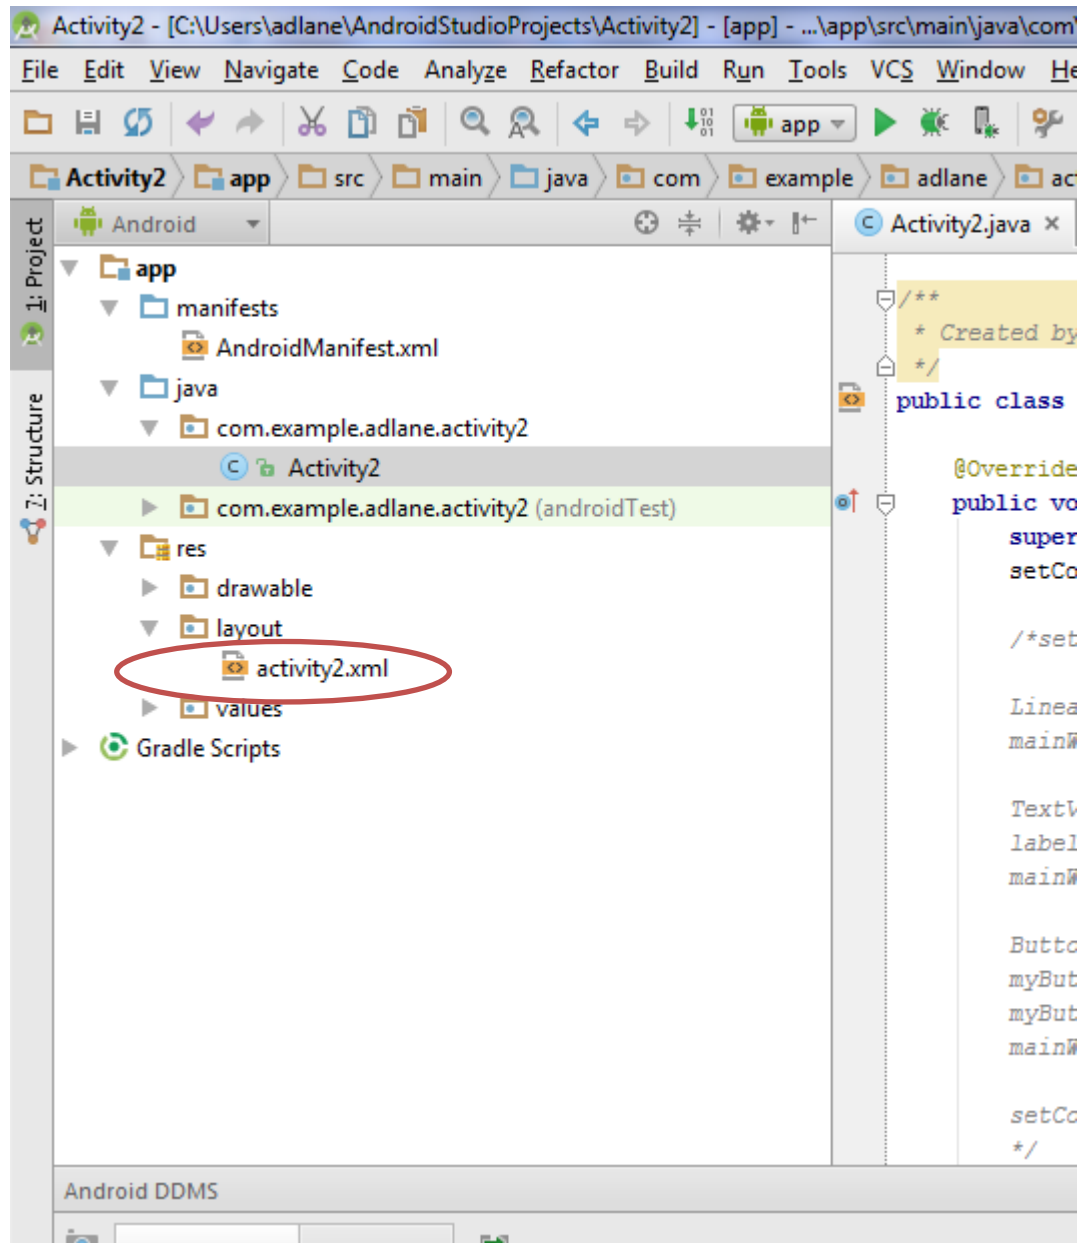 Activity2 - [C:\Users\adlane\AndroidStudioProjects\Activity2] - [app] - ...\app\src\main\java\com\
File Edit View Navigate Code Analyze Refactor Build Run Tools VCS Window He
app
Activity2 app src main java com example adlane ac
1: Project
7: Structure
Android
app
manifests
AndroidManifest.xml
java
com.example.adlane.activity2
Activity2
com.example.adlane.activity2 (androidTest)
res
drawable
layout
activity2.xml
values
Gradle Scripts
Activity2.java
/**
* Created by
*/
public class
@Override
public vo
super
setCo
/*set
Linea
mainW
TextV
label
mainW
Butto
myBut
myBut
mainW
setCo
*/
Android DDMS